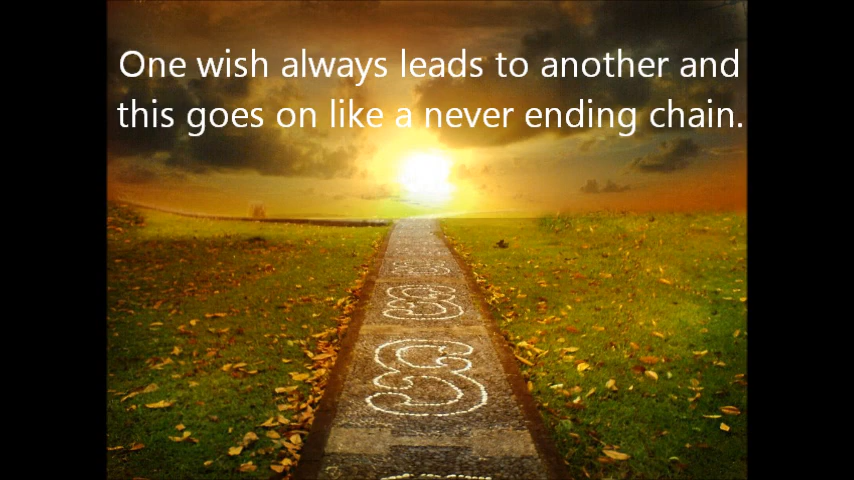 One wish always leads to another and
this goes on like a never ending chain.